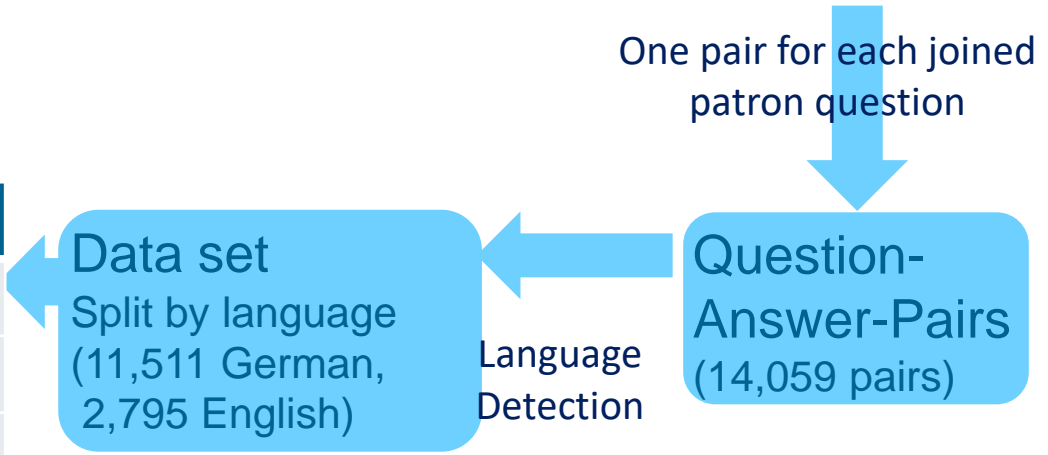 One pair for each joined
patron question
Data set
Split by language
(11,511 German,
2,795 English)
Language
Detection
Question-
Answer-Pairs
(14,059 pairs)